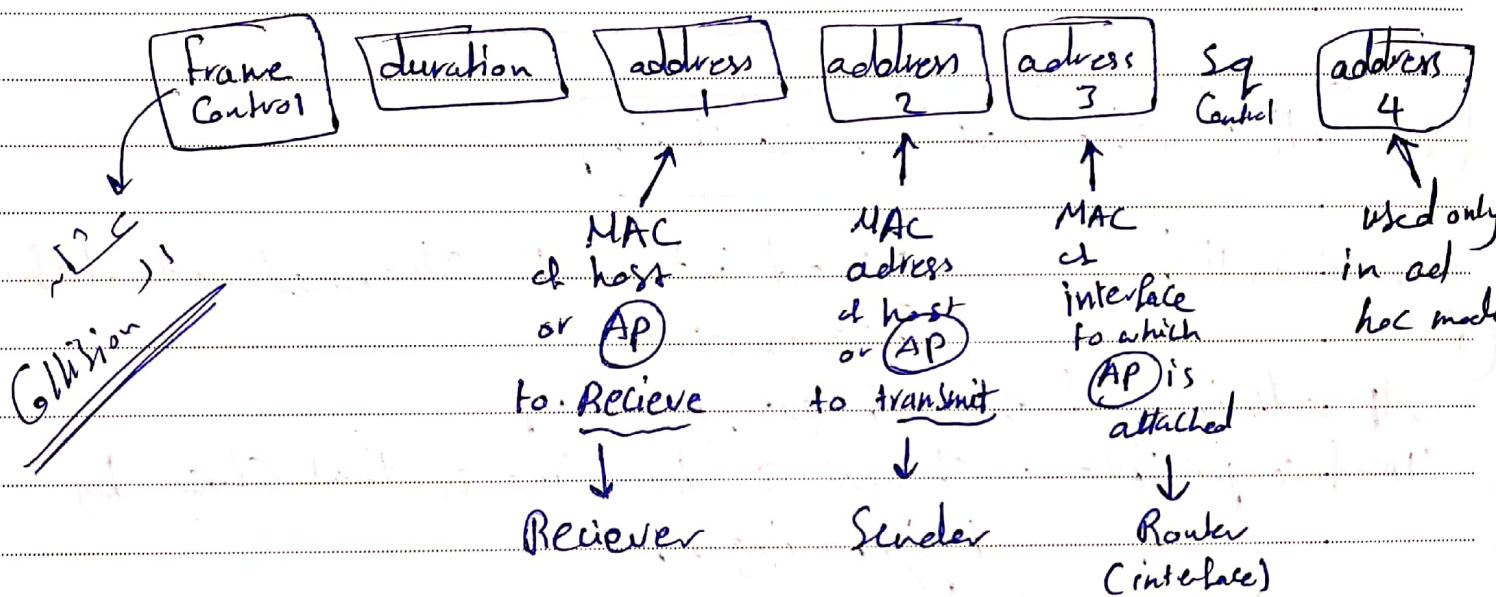 frame
Control
duration
address
1
address
2
adress
3
Sq
Control
address
4
MAC
of host
or AP
to Recieve
Reciever
MAC
adress
of host
or AP
to transmit
Sender
MAC
of
interface
to which
AP is
attached
Router
(interface)
used only
in ad
hoc mode
Collision